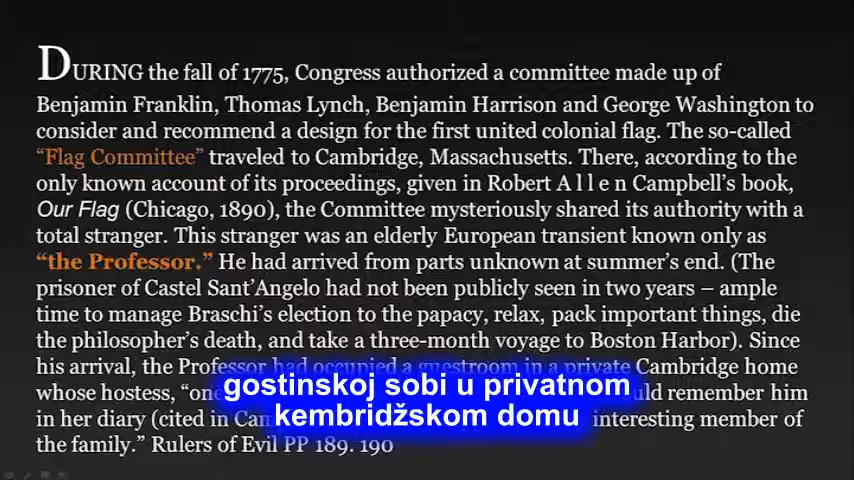 DURING the fall of 1775, Congress authorized a committee made up of
Benjamin Franklin, Thomas Lynch, Benjamin Harrison and George Washington to
consider and recommend a design for the first united colonial flag. The so-called
“Flag Committee” traveled to Cambridge, Massachusetts. There, according to the
only known account of its proceedings, given in Robert A l l e n Campbell’s book,
Our Flag (Chicago, 1890), the Committee mysteriously shared its authority with a
total stranger. This stranger was an elderly European transient known only as
“the Professor.” He had arrived from parts unknown at summer’s end. (The
prisoner of Castel Sant’Angelo had not been publicly seen in two years – ample
time to manage Braschi’s election to the papacy, relax, pack important things, die
the philosopher’s death, and take a three-month voyage to Boston Harbor). Since
his arrival, the Professor had occupied a guestroom in a private Cambridge home
whose hostess, “one remember him
in her diary (cited in interesting member of
the family.” Rulers of Evil PP 189. 190
gostinskoj sobi u privatnom
kembridžskom domu